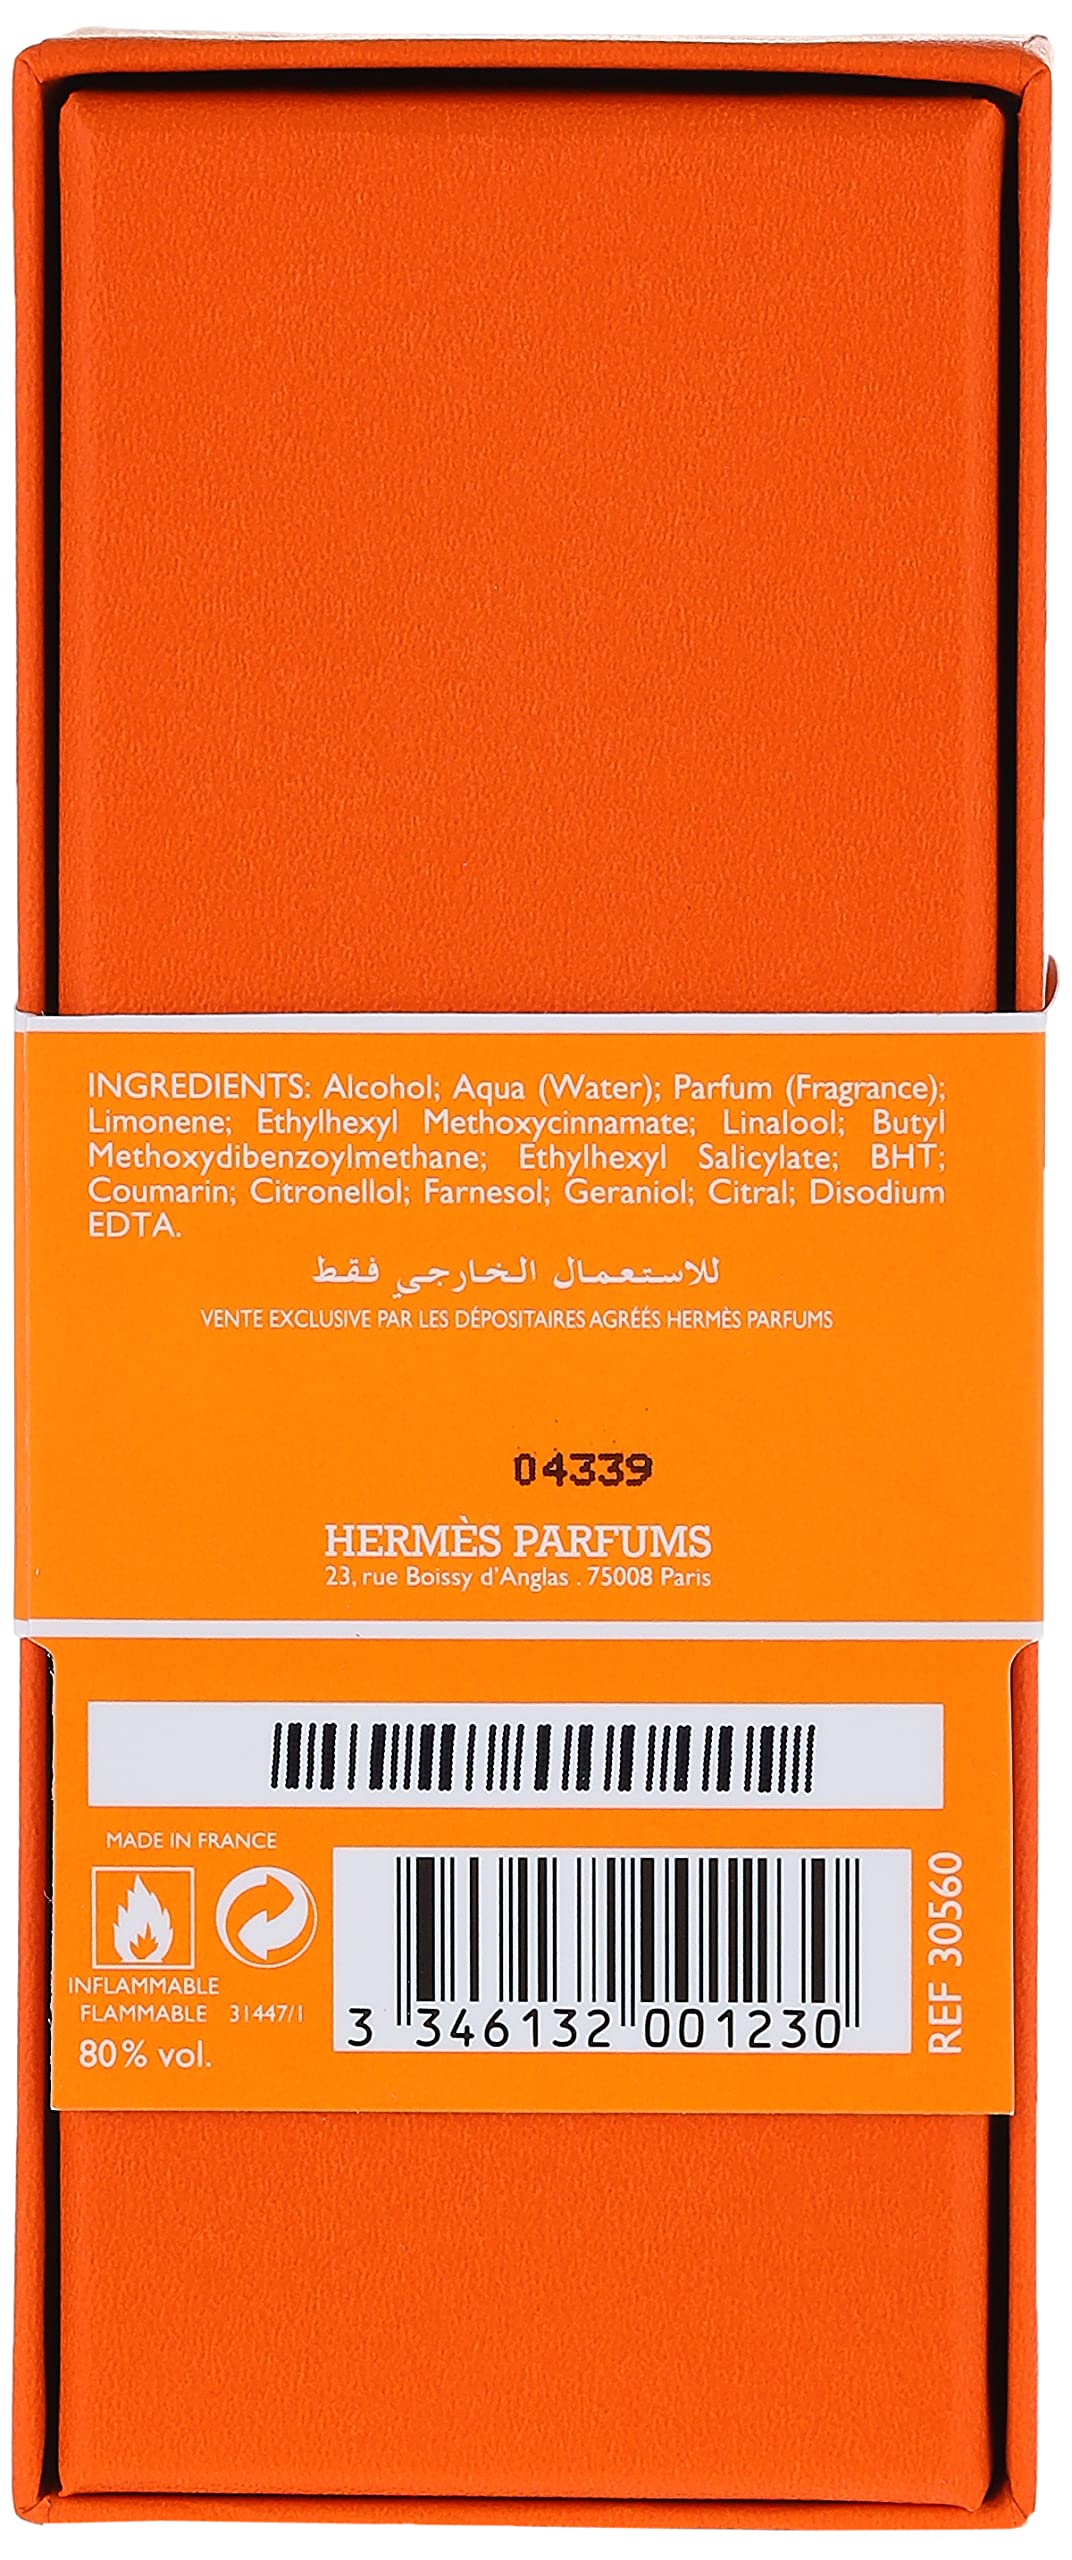 INGREDIENTS: Alcohol; Aqua (Water); Parfum (Fragrance);
Limonene; Ethylhexyl Methoxycinnamate; Linalool; Butyl
Methoxydibenzoylmethane; Ethylhexyl Salicylate; BHT;
Coumarin; Citronellol; Farnesol; Geraniol; Citral; Disodium
EDTA.
للاستعمال الخارجي فقط
VENTE EXCLUSIVE PAR LES DÉPOSITAIRES AGRÉÉS HERMÈS PARFUMS
04339
HERMÈS PARFUMS
23, rue Boissy d'Anglas . 75008 Paris
MADE IN FRANCE
INFLAMMABLE
FLAMMABLE 31447/1
80% vol.
3 346132 001230
REF 30560